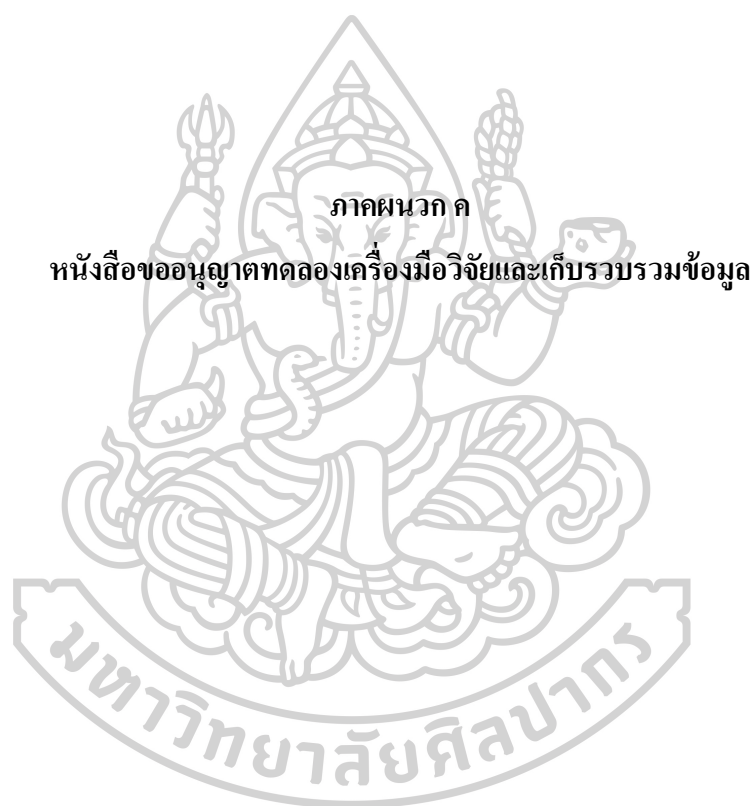 ภาคผนวก ค
หนังสือขออนุญาตทดลองเครื่องมือวิจัยและเก็บรวบรวมข้อมูล
มหาวิทยาลัยศิลปากร